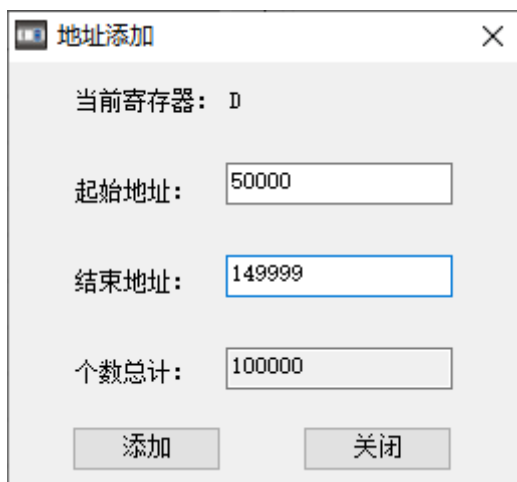 地址添加
当前寄存器: D
起始地址: 50000
结束地址: 149999
个数总计: 100000
添加 关闭